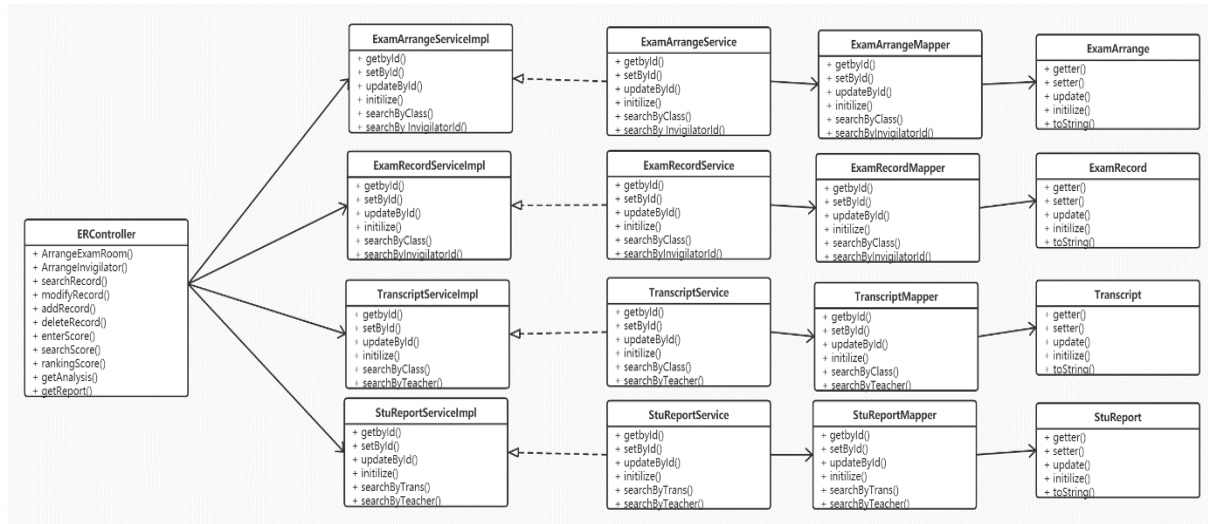 ExamArrangeServiceImpl
+ getbyId()
+ setById()
+ updateById()
+ initilize()
+ searchByClass()
+ searchBy InvigilatorId()
ExamArrangeService
+ getbyId()
+ setById()
+ updateById()
+ initilize()
+ searchByClass()
+ searchBy InvigilatorId()
ExamArrangeMapper
+ getbyId()
+ setById()
+ updateById()
+ initilize()
+ searchByClass()
+ searchByInvigilatorId()
ExamArrange
+ getter()
+ setter()
+ update()
+ initilize()
+ toString()
ExamRecordServiceImpl
+ getbyId()
+ setById()
+ updateById()
+ initilize()
+ searchByClass()
+ searchByInvigilatorId()
ExamRecordService
+ getbyId()
+ setById()
+ updateById()
+ initilize()
+ searchByClass()
+ searchByInvigilatorId()
ExamRecordMapper
+ getbyId()
+ setById()
+ updateById()
+ initilize()
+ searchByClass()
+ searchByInvigilatorId()
ExamRecord
+ getter()
+ setter()
+ update()
+ initilize()
+ toString()
ERController
+ ArrangeExamRoom()
+ ArrangeInvigilator()
+ searchRecord()
+ modifyRecord()
+ addRecord()
+ deleteRecord()
+ enterScore()
+ searchScore()
+ rankingScore()
+ getAnalysis()
+ getReport()
TranscriptServiceImpl
+ getbyId()
+ setById()
+ updateById()
+ initilize()
+ searchByClass()
+ searchByTeacher()
TranscriptService
+ getbyId()
+ setById()
+ updateById()
+ initilize()
+ searchByClass()
+ searchByTeacher()
TranscriptMapper
+ getbyId()
+ setById()
+ updateById()
+ initilize()
+ searchByClass()
+ searchByTeacher()
Transcript
+ getter()
+ setter()
+ update()
+ initilize()
+ toString()
StuReportServiceImpl
+ getbyId()
+ setById()
+ updateById()
+ initilize()
+ searchByTrans()
+ searchByTeacher()
StuReportService
+ getbyId()
+ setById()
+ updateById()
+ initilize()
+ searchByTrans()
+ searchByTeacher()
StuReportMapper
+ getbyId()
+ setById()
+ updateById()
+ initilize()
+ searchByTrans()
+ searchByTeacher()
StuReport
+ getter()
+ setter()
+ update()
+ initilize()
+ toString()